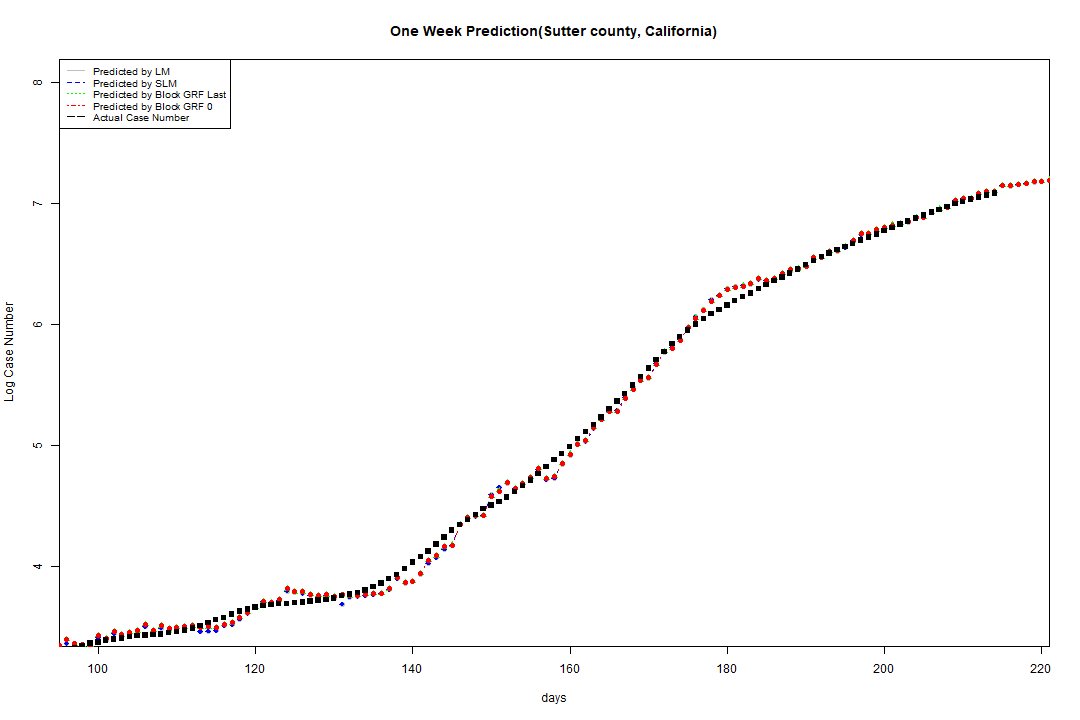 One Week Prediction(Sutter county, California)
Predicted by LM
Predicted by SLM
Predicted by Block GRF Last
Predicted by Block GRF 0
Actual Case Number
8
7
6
5
4
Log Case Number
100 120 140 160 180 200 220
days